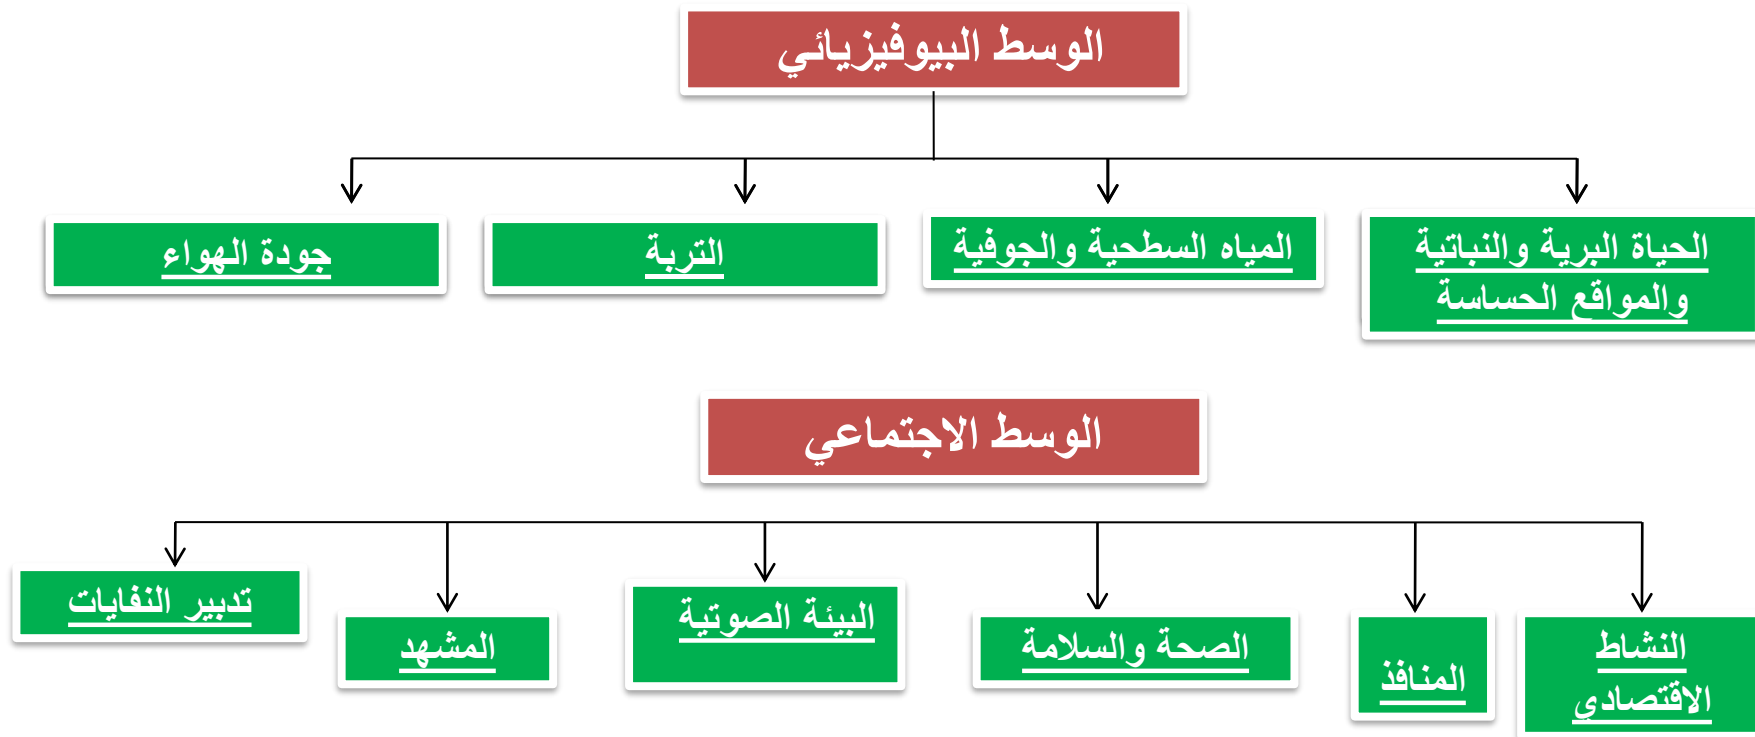 الوسط البيوفيزيائي
الحياة البرية والنباتية
والمواقع الحساسة
المياه السطحية والجوفية
التربة
جودة الهواء
الوسط الاجتماعي
النشاط
الاقتصادي
المنافذ
الصحة والسلامة
البيئة الصوتية
المشهد
تدبير النفايات